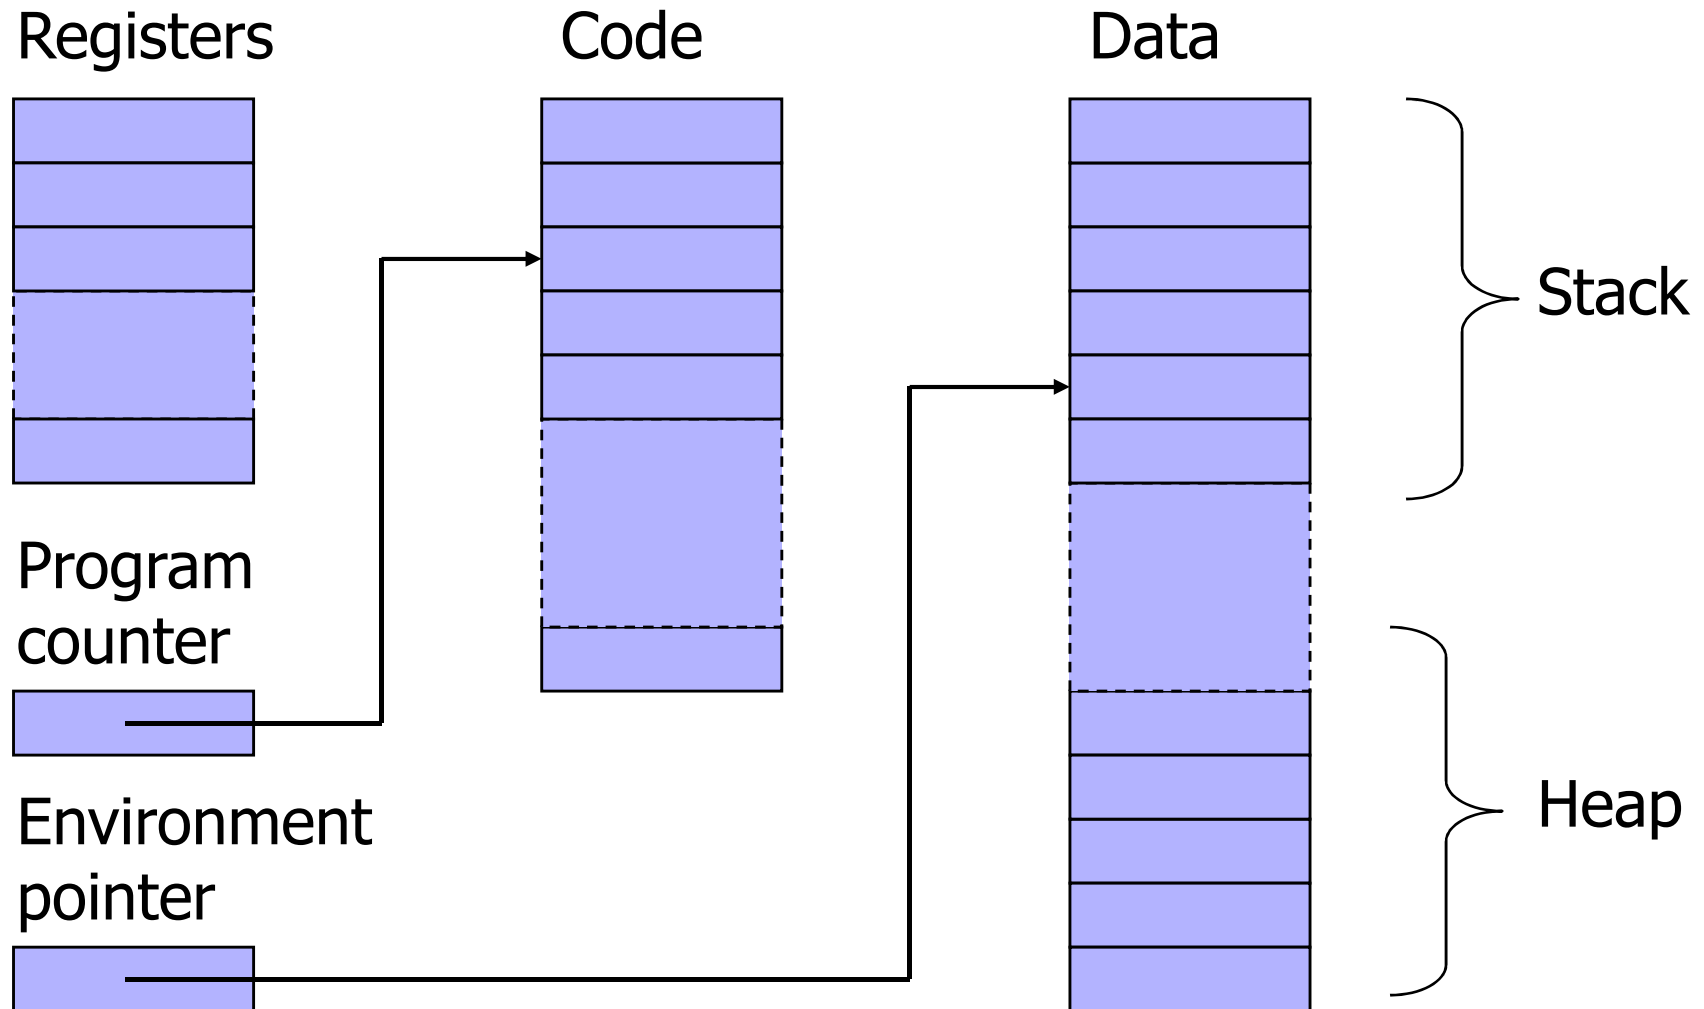 Registers
Code
Data
Stack
Program
counter
Environment
pointer
Heap